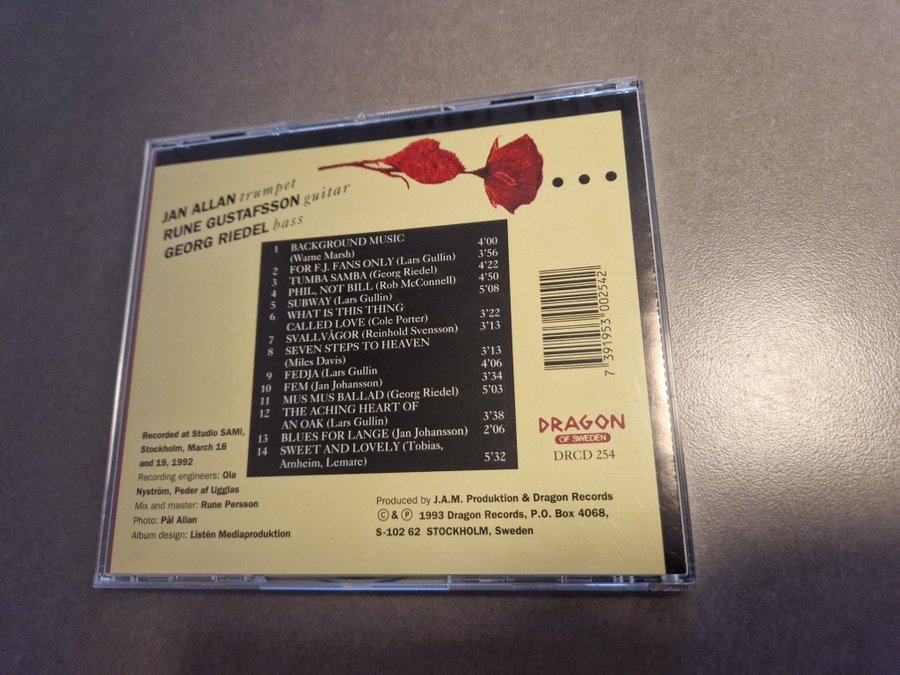 JAN ALLAN trumpet
RUNE GUSTAFSSON guitar
GEORG RIEDEL bass
1 BACKGROUND MUSIC
(Warne Marsh) 4'00
2 FOR F.J. FANS ONLY (Lars Gullin) 3'56
3 TUMBA SAMBA (Georg Riedel) 4'22
4 PHIL, NOT BILL (Rob McConnell) 4'50
5 SUBWAY (Lars Gullin) 5'08
6 WHAT IS THIS THING
CALLED LOVE (Cole Porter) 3'22
7 SVALLVÅGOR (Reinhold Svensson) 3'13
8 SEVEN STEPS TO HEAVEN
(Miles Davis) 3'13
9 FEDJA (Lars Gullin 4'06
10 FEM (Jan Johansson) 3'34
11 MUS MUS BALLAD (Georg Riedel) 5'03
12 THE ACHING HEART OF
AN OAK (Lars Gullin) 3'38
13 BLUES FOR LANGE (Jan Johansson) 2'06
14 SWEET AND LOVELY (Tobias,
Arnheim, Lemare) 5'32
7 391953 002542
DRAGON
OF SWEDEN
DRCD 254
Recorded at Studio SAMI,
Stockholm, March 18
and 19, 1992
Recording engineers: Ola
Nyström, Peder af Ugglas
Mix and master: Rune Persson
Photo: Pål Allan
Album design: Listén Mediaproduktion
Produced by J.A.M. Produktion & Dragon Records
© & ℗ 1993 Dragon Records, P.O. Box 4068,
S-102 62 STOCKHOLM, Sweden